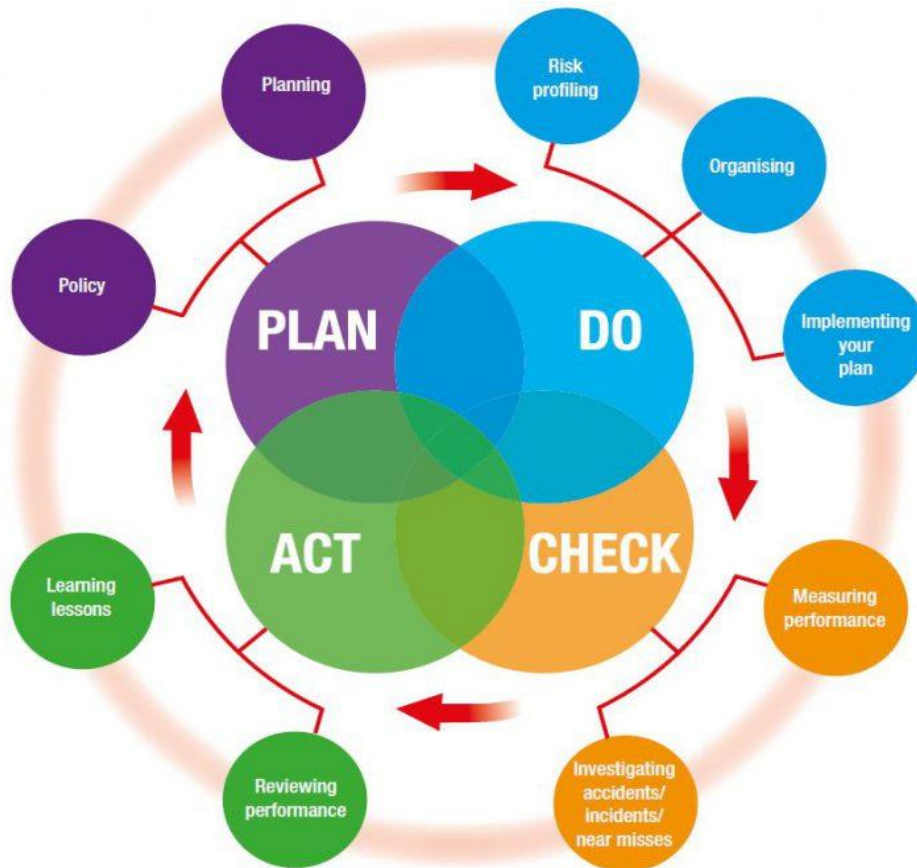 Planning
Risk
profiling
Organising
Policy
PLAN
DO
Implementing
your
plan
ACT
CHECK
Learning
lessons
Measuring
performance
Reviewing
performance
Investigating
accidents/
incidents/
near misses